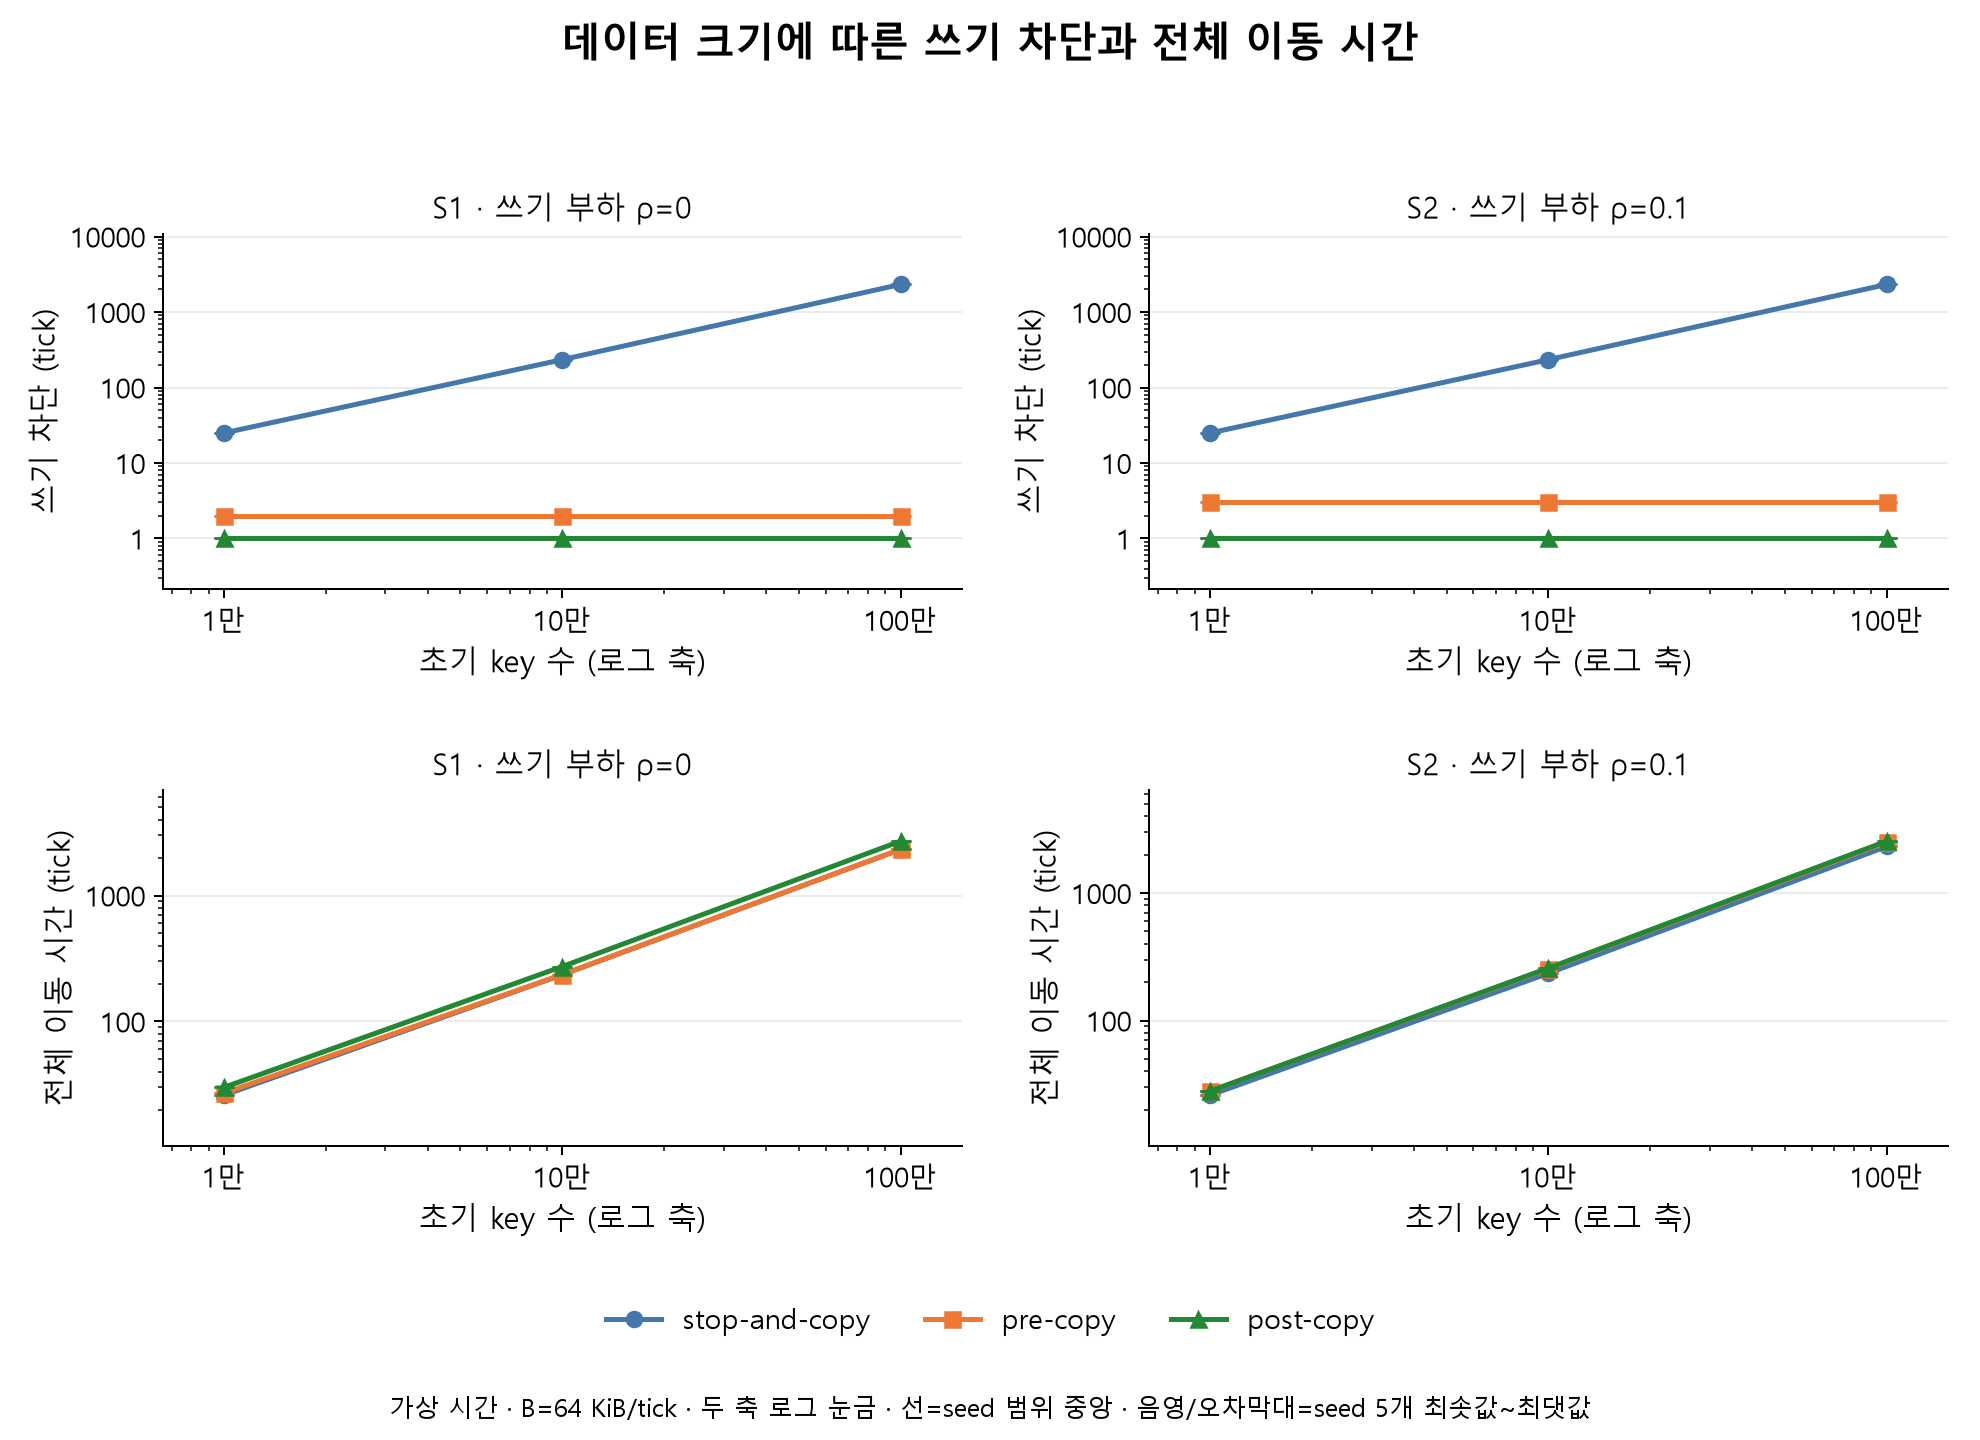 데이터 크기에 따른 쓰기 차단과 전체 이동 시간
S1 · 쓰기 부하 ρ=0
쓰기 차단 (tick)
10000
1000
100
10
1
1만
10만
100만
초기 key 수 (로그 축)
S2 · 쓰기 부하 ρ=0.1
쓰기 차단 (tick)
10000
1000
100
10
1
1만
10만
100만
초기 key 수 (로그 축)
S1 · 쓰기 부하 ρ=0
전체 이동 시간 (tick)
1000
100
1만
10만
100만
초기 key 수 (로그 축)
S2 · 쓰기 부하 ρ=0.1
전체 이동 시간 (tick)
1000
100
1만
10만
100만
초기 key 수 (로그 축)
stop-and-copy
pre-copy
post-copy
가상 시간 · B=64 KiB/tick · 두 축 로그 눈금 · 선=seed 범위 중앙 · 음영/오차막대=seed 5개 최솟값~최댓값